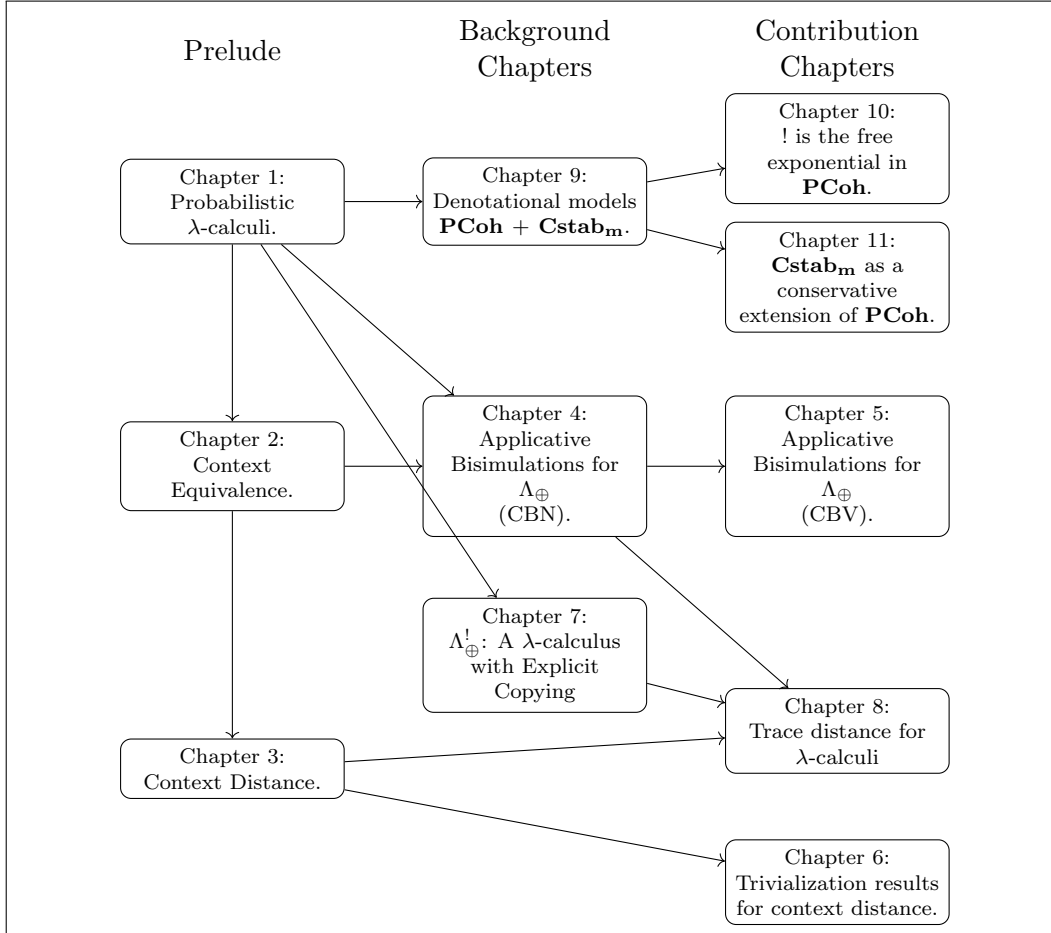 Prelude
Background
Chapters
Contribution
Chapters
Chapter 10:
! is the free
exponential in
PCoh.
Chapter 1:
Probabilistic
λ-calculi.
Chapter 9:
Denotational models
PCoh + Cstabₘ.
Chapter 11:
Cstabₘ as a
conservative
extension of PCoh.
Chapter 2:
Context
Equivalence.
Chapter 4:
Applicative
Bisimulations for
Λ⊕
(CBN).
Chapter 5:
Applicative
Bisimulations for
Λ⊕
(CBV).
Chapter 7:
Λ!⊕: A λ-calculus
with Explicit
Copying
Chapter 3:
Context Distance.
Chapter 8:
Trace distance for
λ-calculi
Chapter 6:
Trivialization results
for context distance.